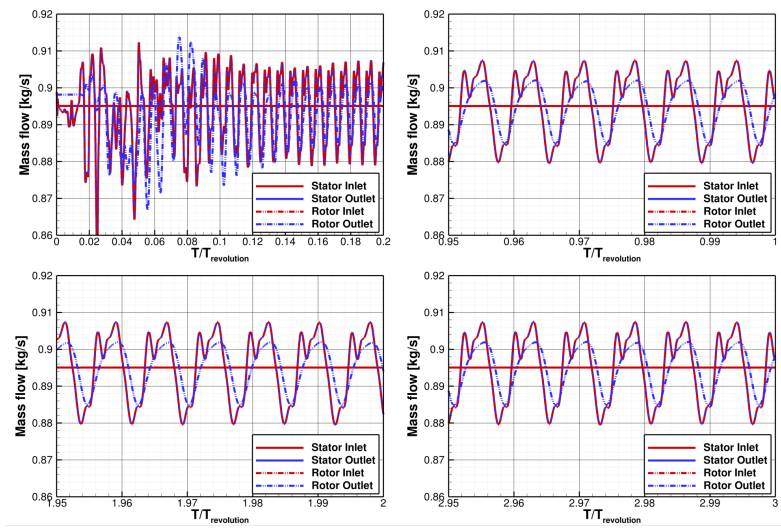 0.92
0.91
0.9
0.89
0.88
0.87
0.86
Mass flow [kg/s]
Stator Inlet
Stator Outlet
Rotor Inlet
Rotor Outlet
0 0.02 0.04 0.06 0.08 0.1 0.12 0.14 0.16 0.18 0.2
T/Trevolution
0.92
0.91
0.9
0.89
0.88
0.87
0.86
Mass flow [kg/s]
Stator Inlet
Stator Outlet
Rotor Inlet
Rotor Outlet
0.95 0.96 0.97 0.98 0.99 1
T/Trevolution
0.92
0.91
0.9
0.89
0.88
0.87
0.86
Mass flow [kg/s]
Stator Inlet
Stator Outlet
Rotor Inlet
Rotor Outlet
1.95 1.96 1.97 1.98 1.99 2
T/Trevolution
0.92
0.91
0.9
0.89
0.88
0.87
0.86
Mass flow [kg/s]
Stator Inlet
Stator Outlet
Rotor Inlet
Rotor Outlet
2.95 2.96 2.97 2.98 2.99 3
T/Trevolution